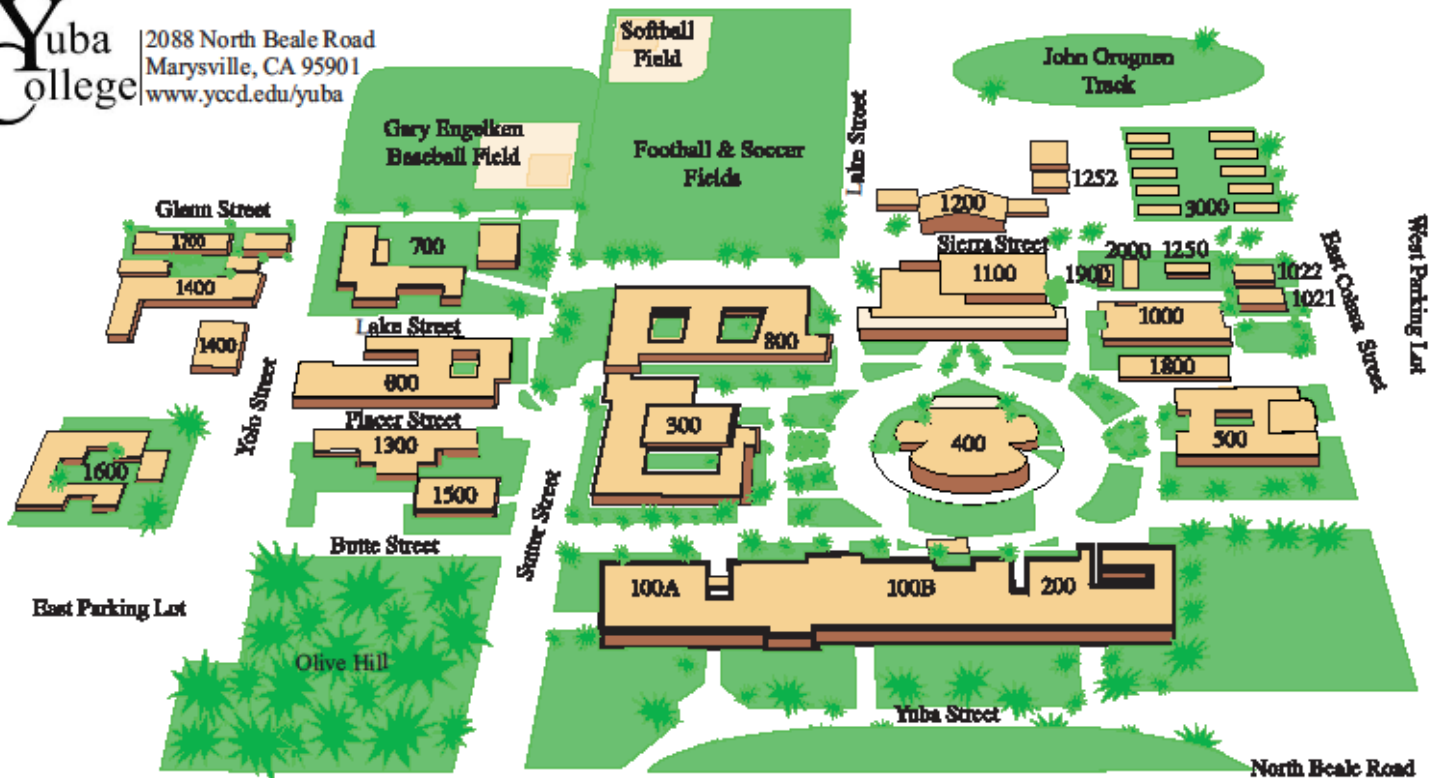 Yuba
College
2088 North Beale Road
Marysville, CA 95901
www.yccd.edu/yuba
Softball
Field
John Orognen
Track
Gary Engelken
Baseball Field
Football & Soccer
Fields
Lake Street
1252
1200
3000
Glenn Street
1700
700
Sierra Street
2000
1250
1100
1900
1022
1021
East Colusa Street
West Parking Lot
1400
1400
Lake Street
800
1000
1800
Yolo Street
600
Placer Street
1300
300
400
500
1600
1500
Butte Street
Sutter Street
100A
100B
200
East Parking Lot
Olive Hill
Yuba Street
North Beale Road